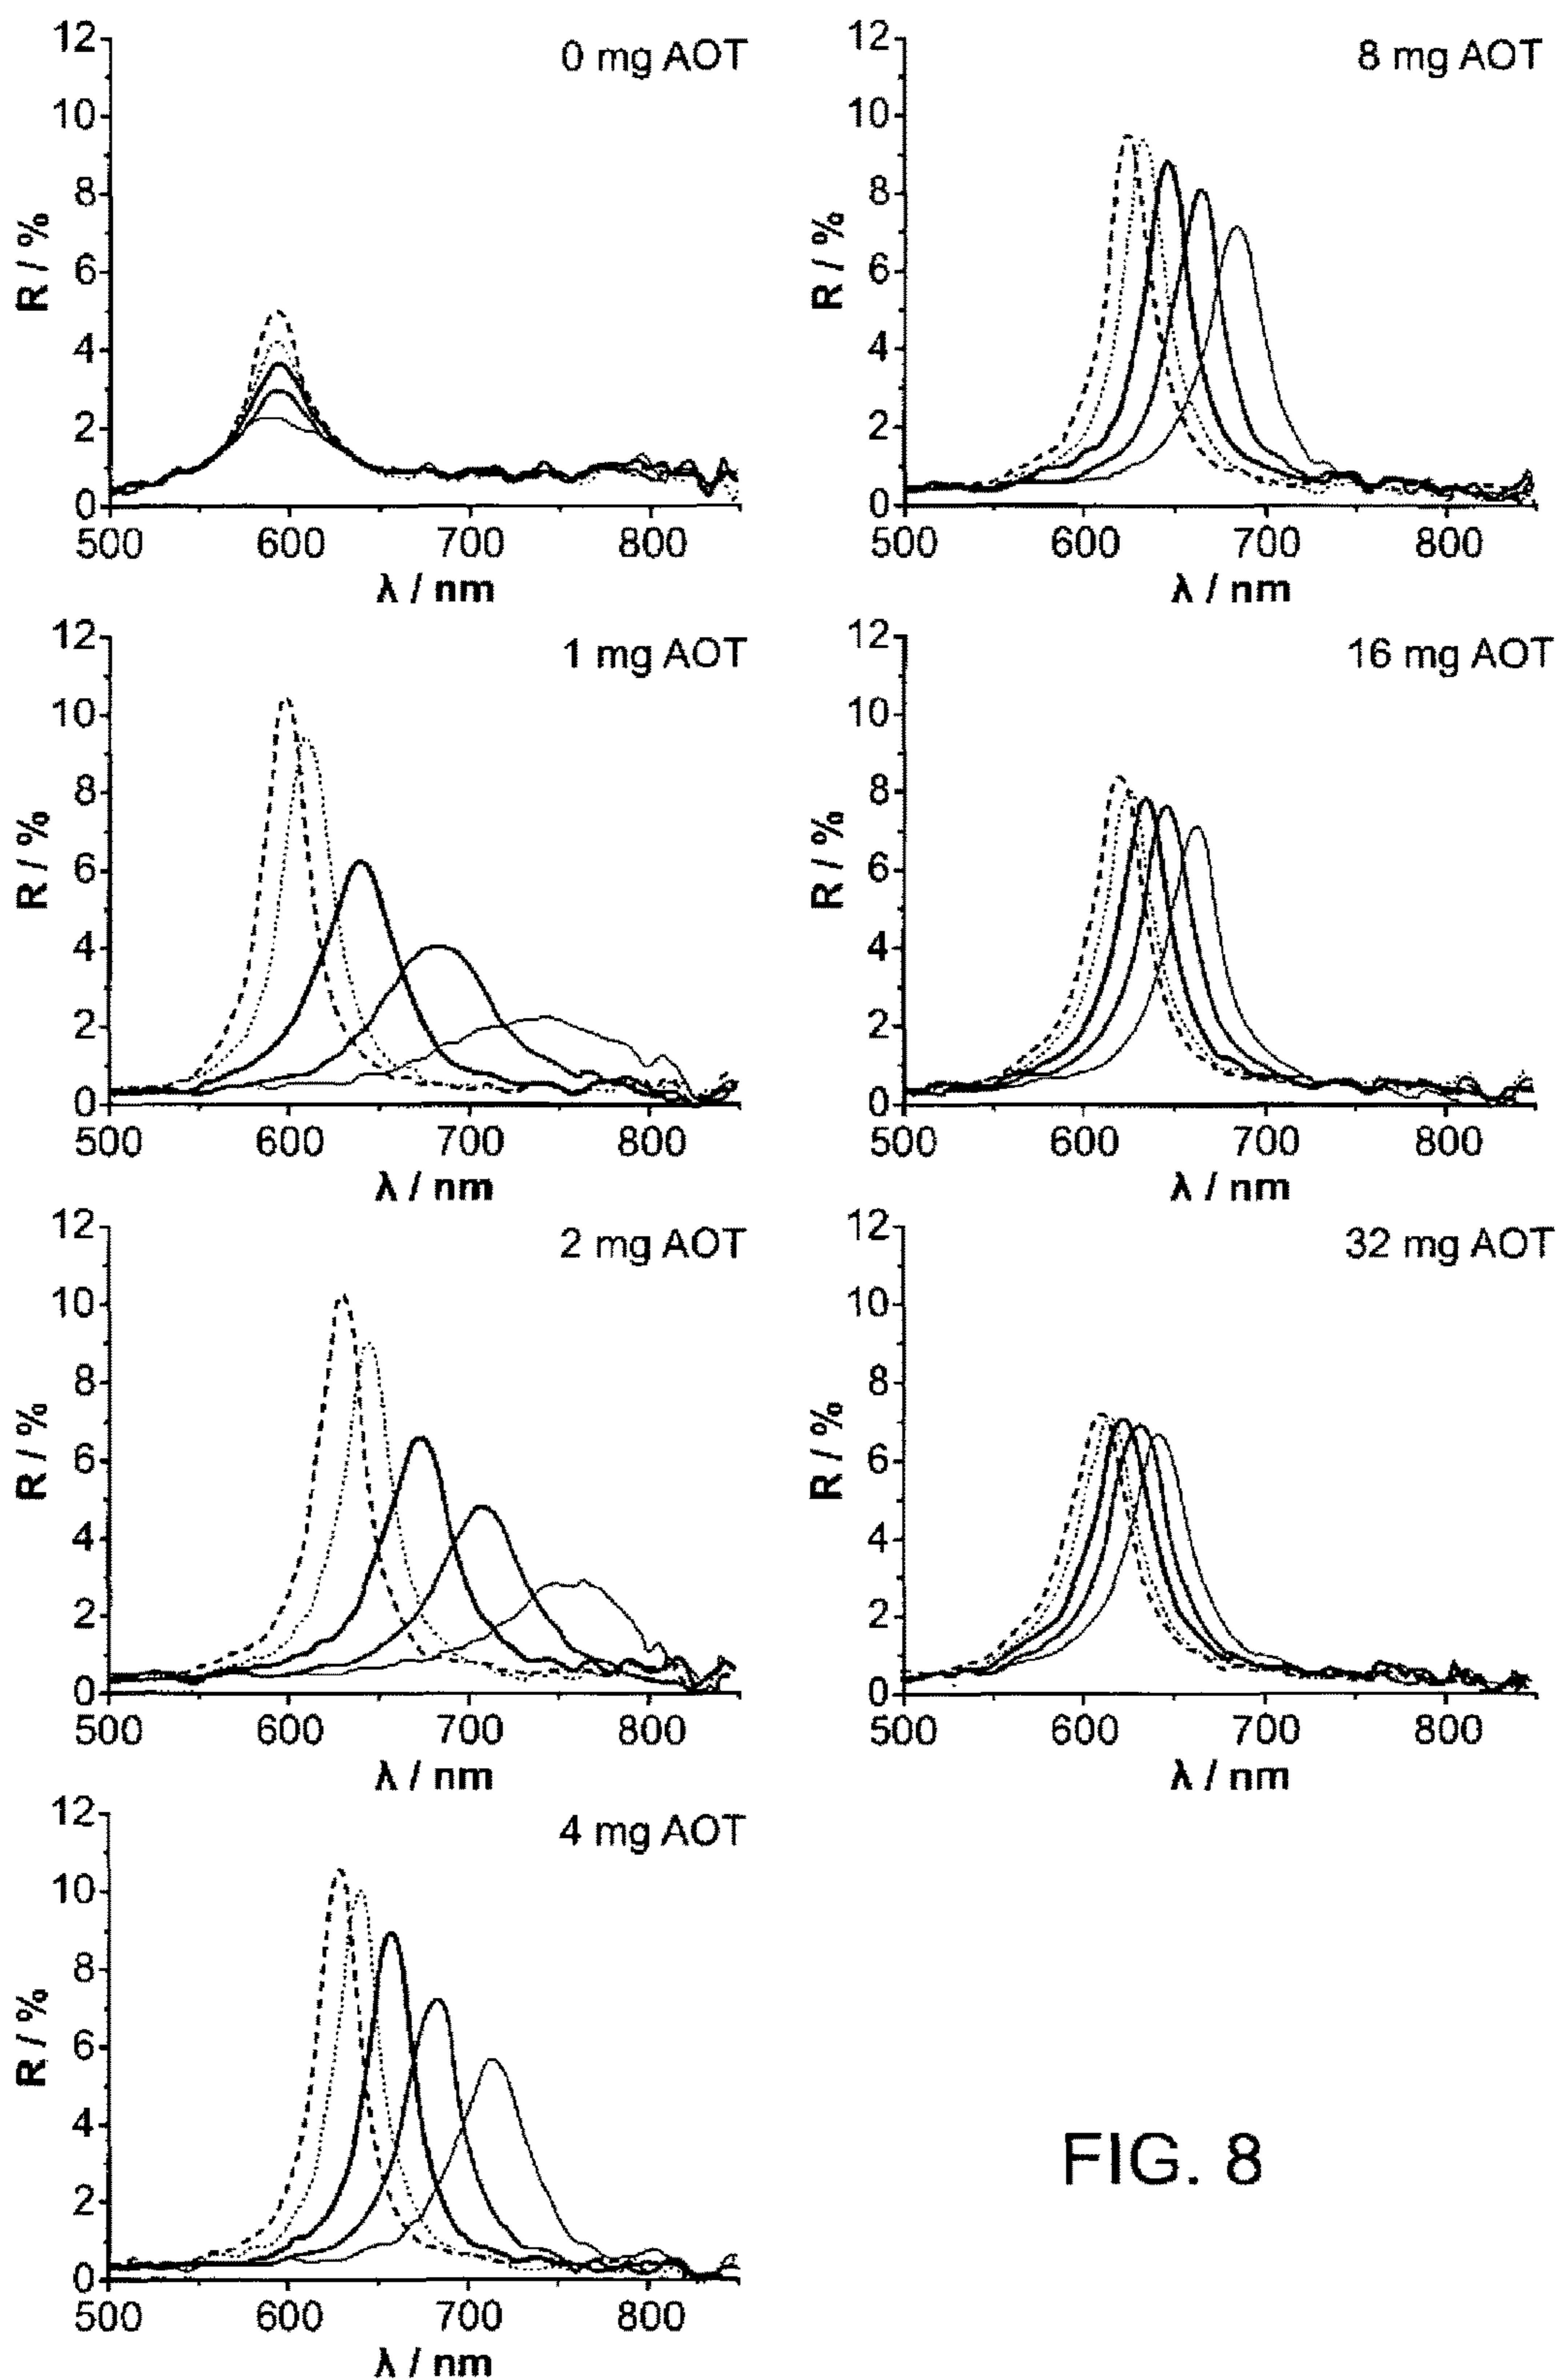 0 mg AOT
12
10
8
6
4
2
0
R / %
500 600 700 800
λ / nm
8 mg AOT
12
10
8
6
4
2
0
R / %
500 600 700 800
λ / nm
1 mg AOT
12
10
8
6
4
2
0
R / %
500 600 700 800
λ / nm
16 mg AOT
12
10
8
6
4
2
0
R / %
500 600 700 800
λ / nm
2 mg AOT
12
10
8
6
4
2
0
R / %
500 600 700 800
λ / nm
32 mg AOT
12
10
8
6
4
2
0
R / %
500 600 700 800
λ / nm
4 mg AOT
12
10
8
6
4
2
0
R / %
500 600 700 800
λ / nm
FIG. 8